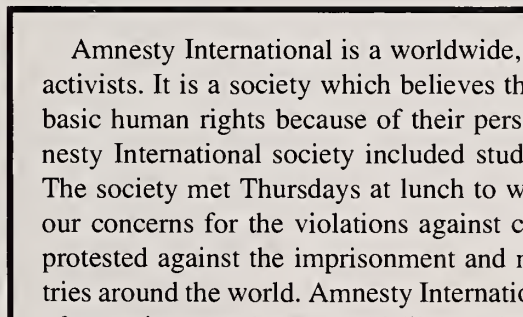 Amnesty International is a worldwide,
activists. It is a society which believes th
basic human rights because of their pers
nesty International society included stud
The society met Thursdays at lunch to w
our concerns for the violations against c
protested against the imprisonment and
tries around the world. Amnesty Internatio